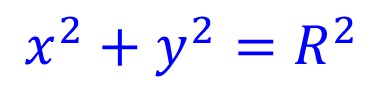 x² + y² = R²